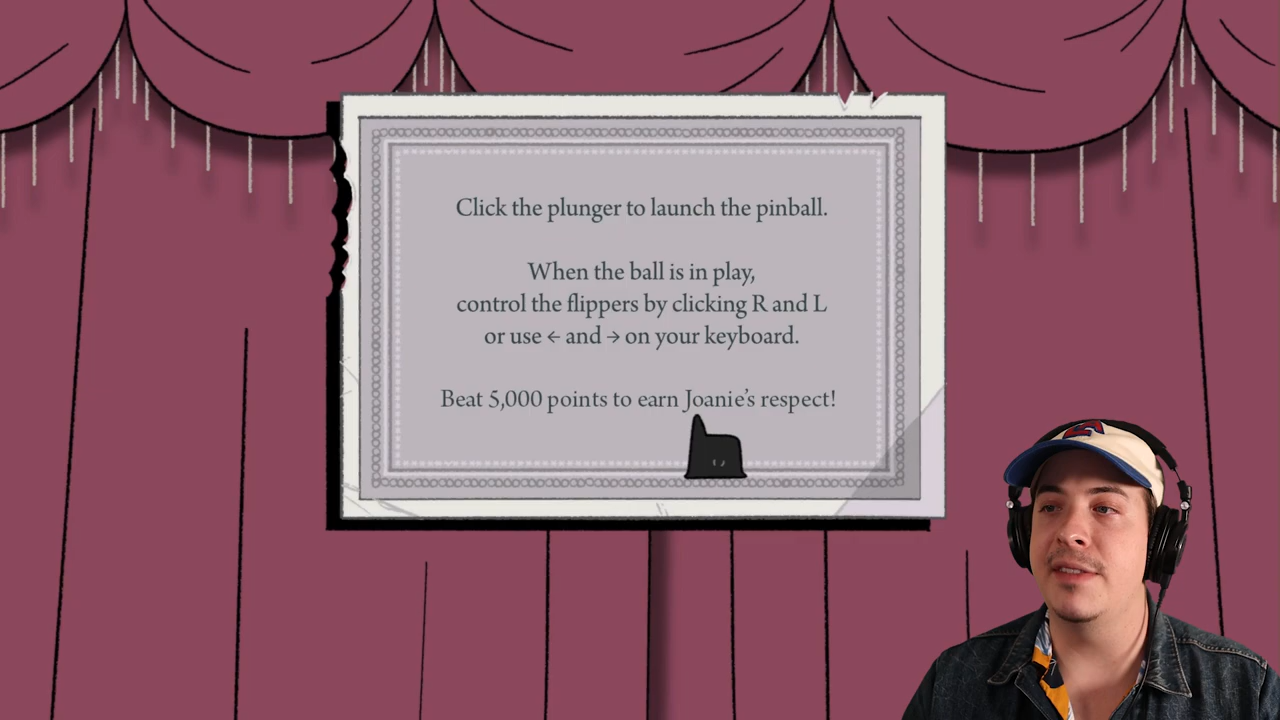 Click the plunger to launch the pinball.
When the ball is in play,
control the flippers by clicking R and L
or use ← and → on your keyboard.
Beat 5,000 points to earn Joanie’s respect!